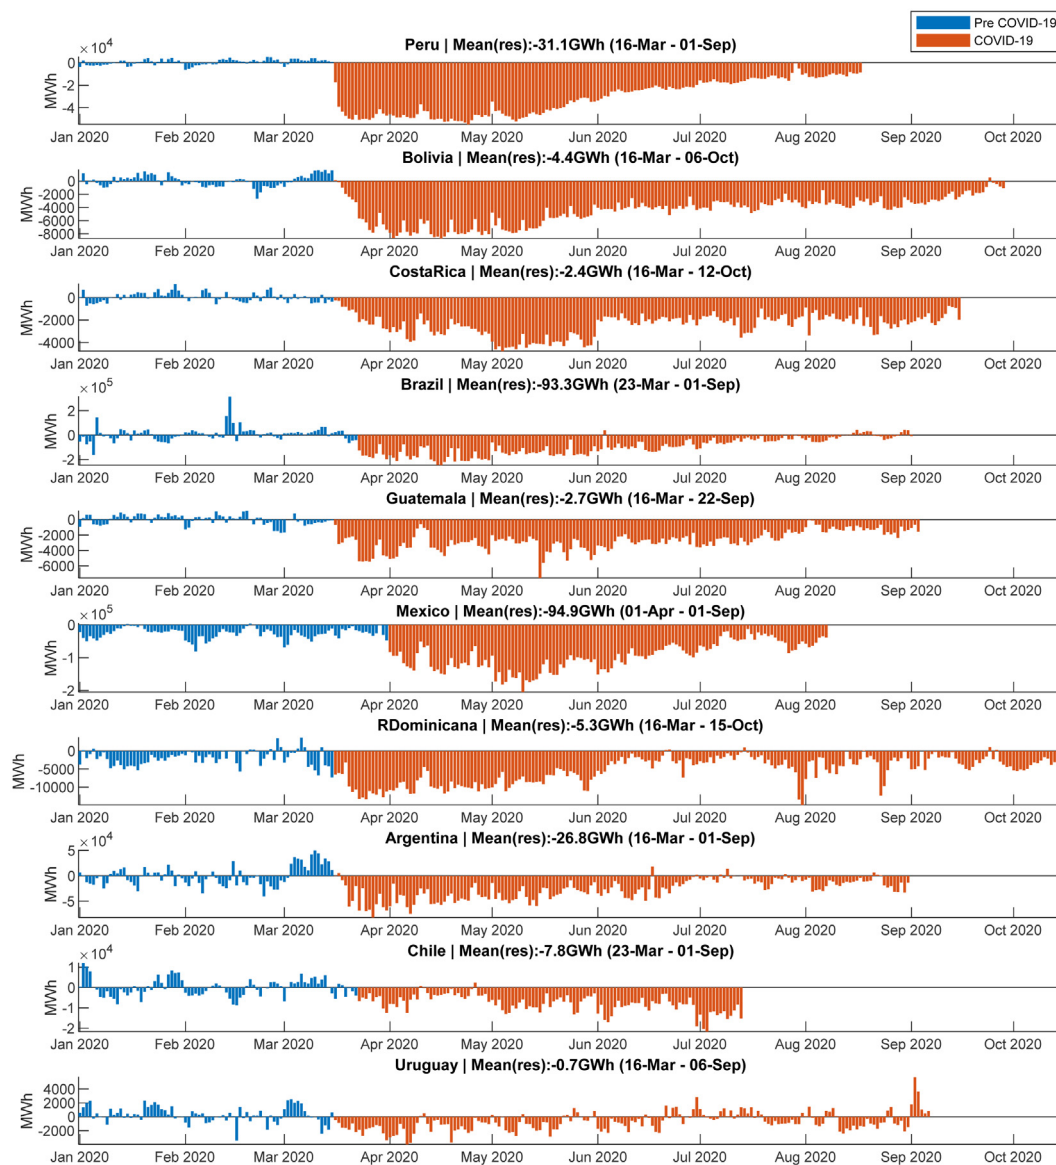 Pre COVID-19
COVID-19
Peru | Mean(res):-31.1GWh (16-Mar - 01-Sep)
× 10⁴
MWh
0
-2
-4
Jan 2020 Feb 2020 Mar 2020 Apr 2020 May 2020 Jun 2020 Jul 2020 Aug 2020 Sep 2020 Oct 2020
Bolivia | Mean(res):-4.4GWh (16-Mar - 06-Oct)
MWh
0
-2000
-4000
-6000
-8000
Jan 2020 Feb 2020 Mar 2020 Apr 2020 May 2020 Jun 2020 Jul 2020 Aug 2020 Sep 2020 Oct 2020
CostaRica | Mean(res):-2.4GWh (16-Mar - 12-Oct)
MWh
0
-2000
-4000
Jan 2020 Feb 2020 Mar 2020 Apr 2020 May 2020 Jun 2020 Jul 2020 Aug 2020 Sep 2020 Oct 2020
Brazil | Mean(res):-93.3GWh (23-Mar - 01-Sep)
× 10⁵
MWh
2
0
-2
Jan 2020 Feb 2020 Mar 2020 Apr 2020 May 2020 Jun 2020 Jul 2020 Aug 2020 Sep 2020 Oct 2020
Guatemala | Mean(res):-2.7GWh (16-Mar - 22-Sep)
MWh
0
-2000
-4000
-6000
Jan 2020 Feb 2020 Mar 2020 Apr 2020 May 2020 Jun 2020 Jul 2020 Aug 2020 Sep 2020 Oct 2020
Mexico | Mean(res):-94.9GWh (01-Apr - 01-Sep)
× 10⁵
MWh
0
-1
-2
Jan 2020 Feb 2020 Mar 2020 Apr 2020 May 2020 Jun 2020 Jul 2020 Aug 2020 Sep 2020 Oct 2020
RDominicana | Mean(res):-5.3GWh (16-Mar - 15-Oct)
MWh
0
-5000
-10000
Jan 2020 Feb 2020 Mar 2020 Apr 2020 May 2020 Jun 2020 Jul 2020 Aug 2020 Sep 2020 Oct 2020
Argentina | Mean(res):-26.8GWh (16-Mar - 01-Sep)
× 10⁴
MWh
5
0
-5
Jan 2020 Feb 2020 Mar 2020 Apr 2020 May 2020 Jun 2020 Jul 2020 Aug 2020 Sep 2020 Oct 2020
Chile | Mean(res):-7.8GWh (23-Mar - 01-Sep)
× 10⁴
MWh
1
0
-1
-2
Jan 2020 Feb 2020 Mar 2020 Apr 2020 May 2020 Jun 2020 Jul 2020 Aug 2020 Sep 2020 Oct 2020
Uruguay | Mean(res):-0.7GWh (16-Mar - 06-Sep)
MWh
4000
2000
0
-2000
Jan 2020 Feb 2020 Mar 2020 Apr 2020 May 2020 Jun 2020 Jul 2020 Aug 2020 Sep 2020 Oct 2020